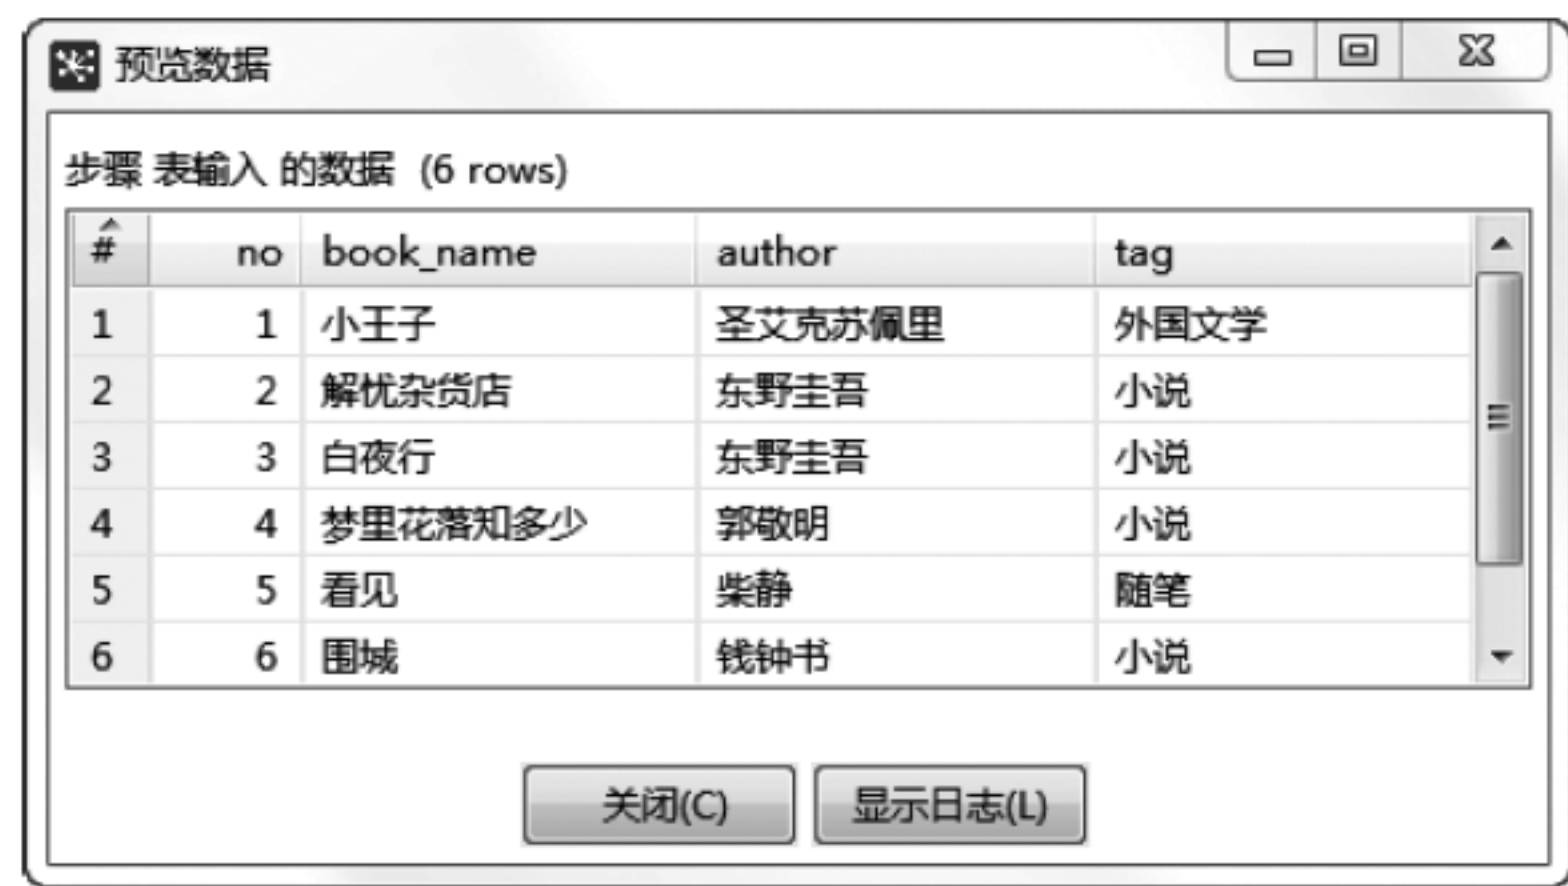 预览数据
步骤 表输入 的数据 (6 rows)
# no book_name author tag
1 1 小王子 圣艾克苏佩里 外国文学
2 2 解忧杂货店 东野圭吾 小说
3 3 白夜行 东野圭吾 小说
4 4 梦里花落知多少 郭敬明 小说
5 5 看见 柴静 随笔
6 6 围城 钱钟书 小说
关闭(C) 显示日志(L)